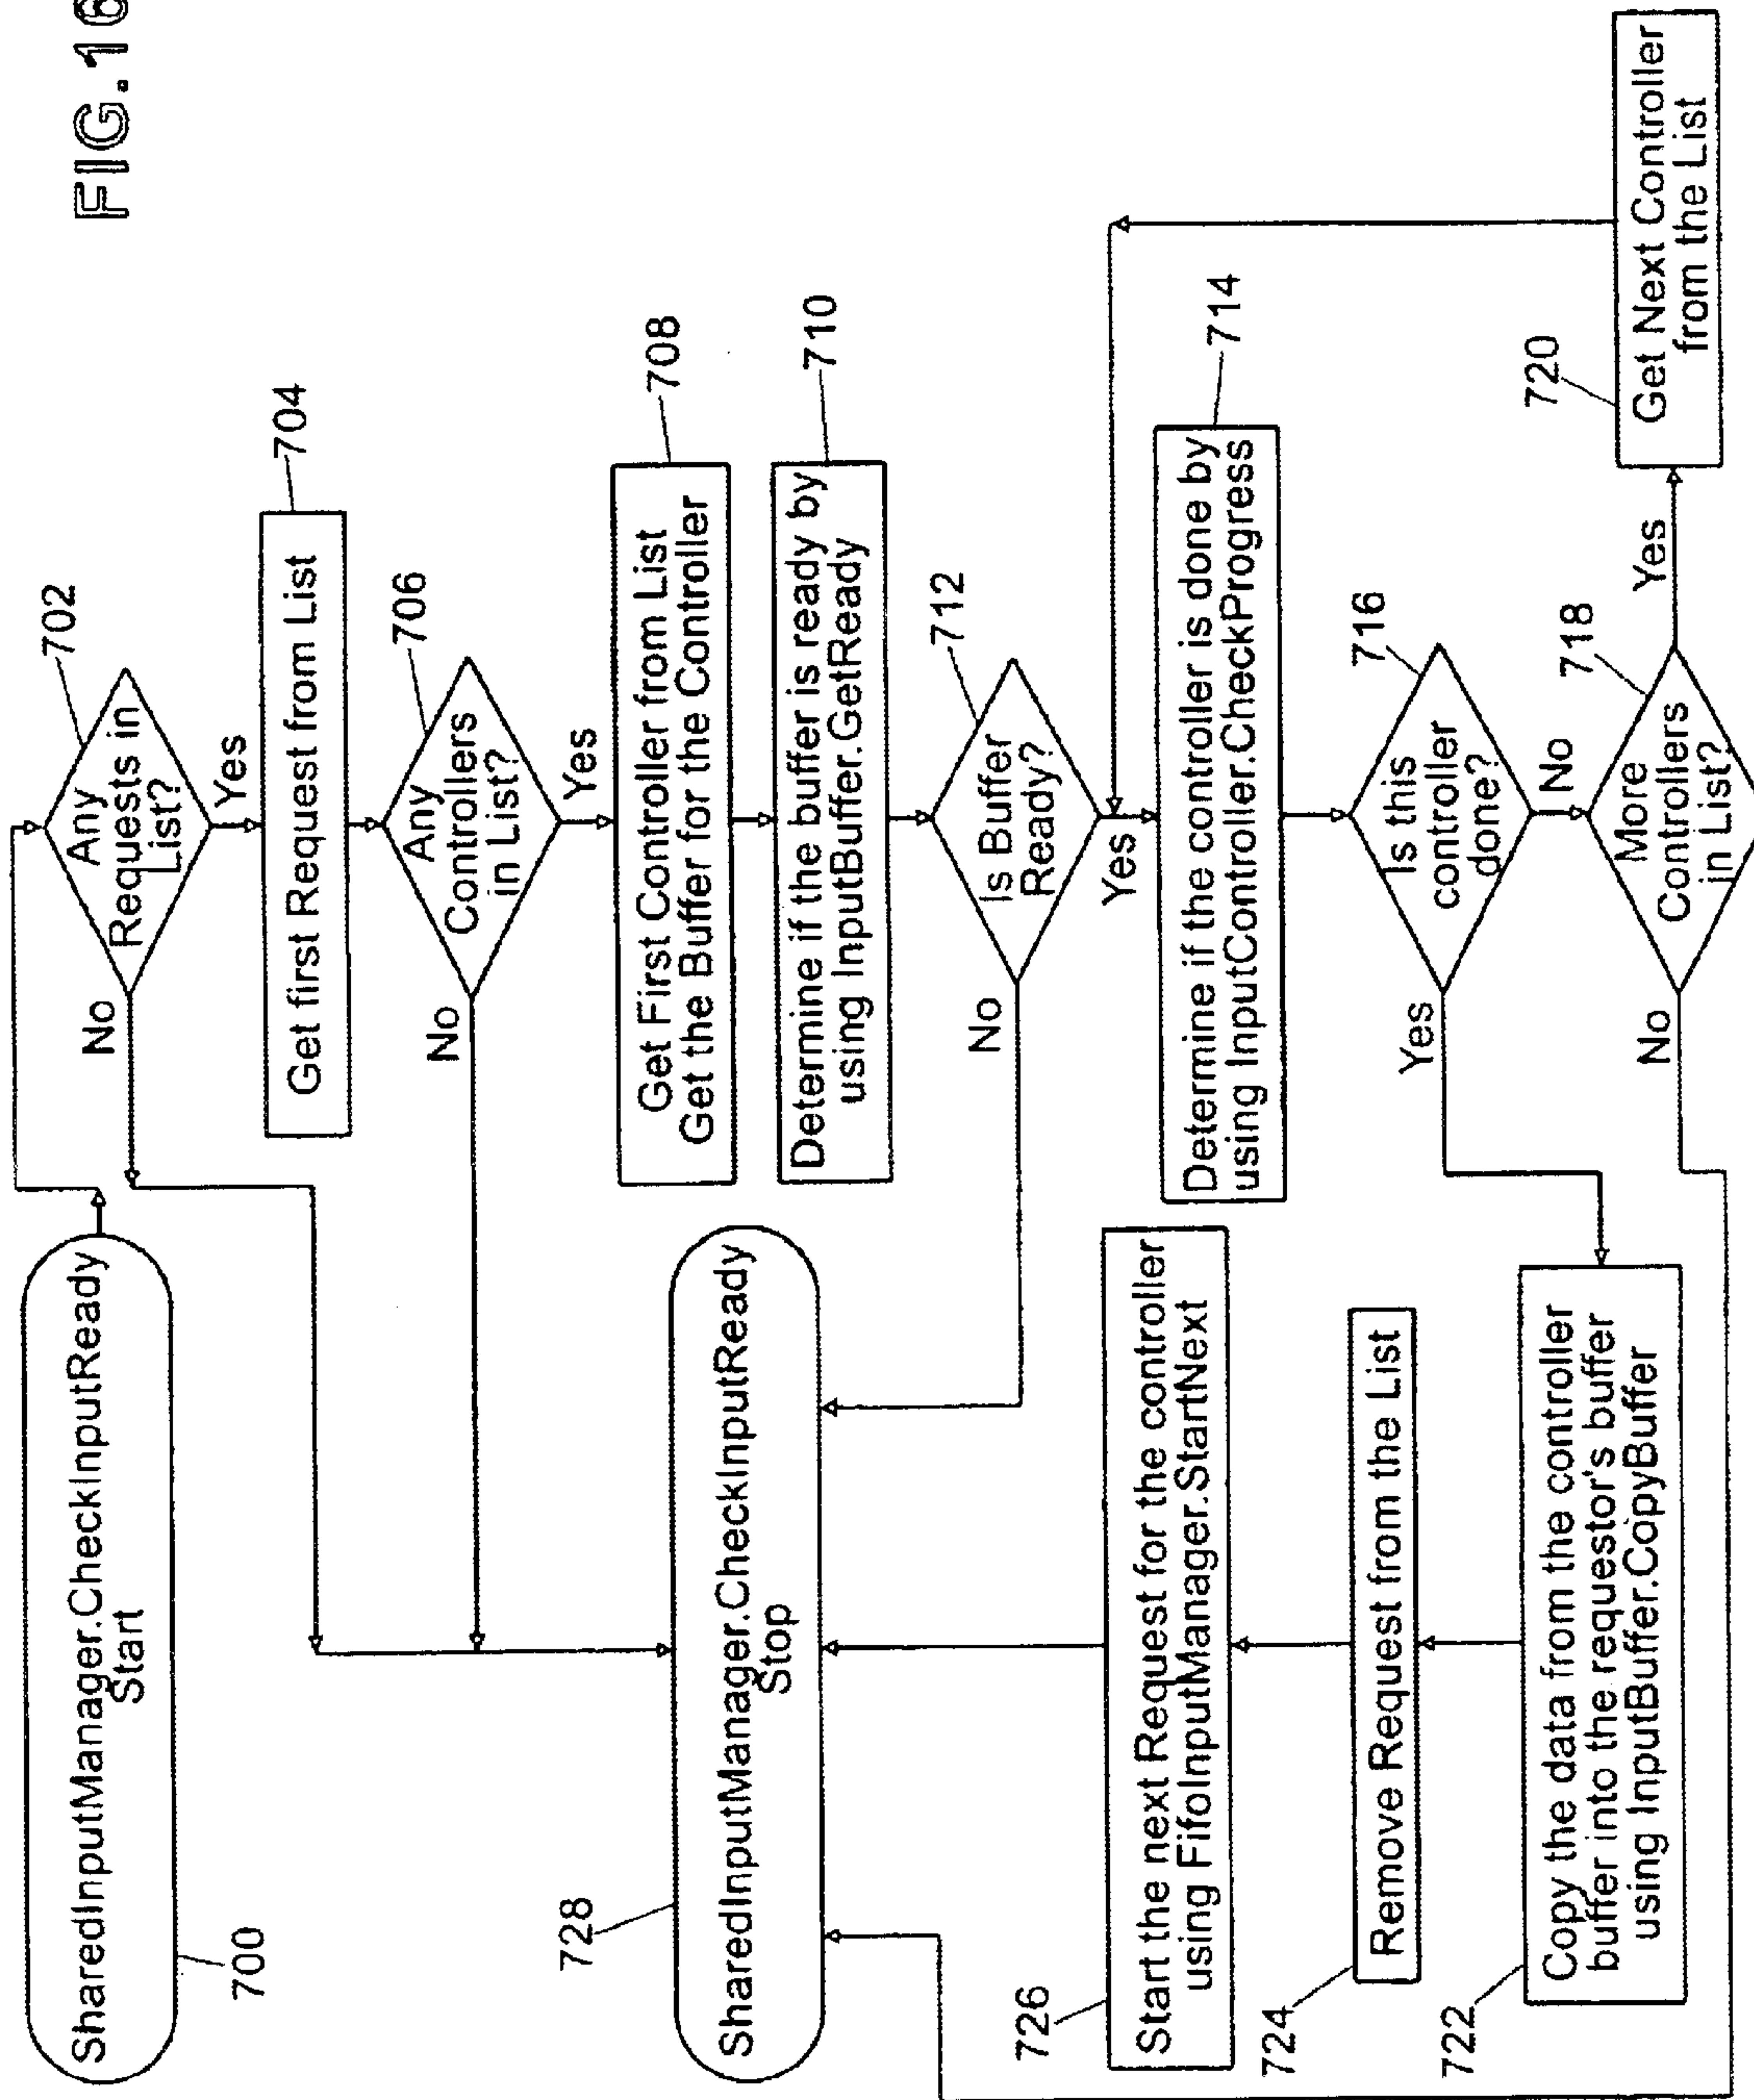 FIG.16
SharedInputManager.CheckInputReady
Start
700
Any
Requests in
List?
702
No
Yes
Get first Request from List
704
Any
Controllers
in List?
706
No
Yes
Get First Controller from List
Get the Buffer for the Controller
708
Determine if the buffer is ready by
using InputBuffer.GetReady
710
Is Buffer
Ready?
712
No
Yes
Determine if the controller is done by
using InputController.CheckProgress
714
Is this
controller
done?
716
Yes
No
More
Controllers
in List?
718
No
Yes
Get Next Controller
from the List
720
SharedInputManager.CheckInputReady
Stop
728
Start the next Request for the controller
using FifoInputManager.StartNext
726
Remove Request from the List
724
Copy the data from the controller
buffer into the requestor's buffer
using InputBuffer.CopyBuffer
722